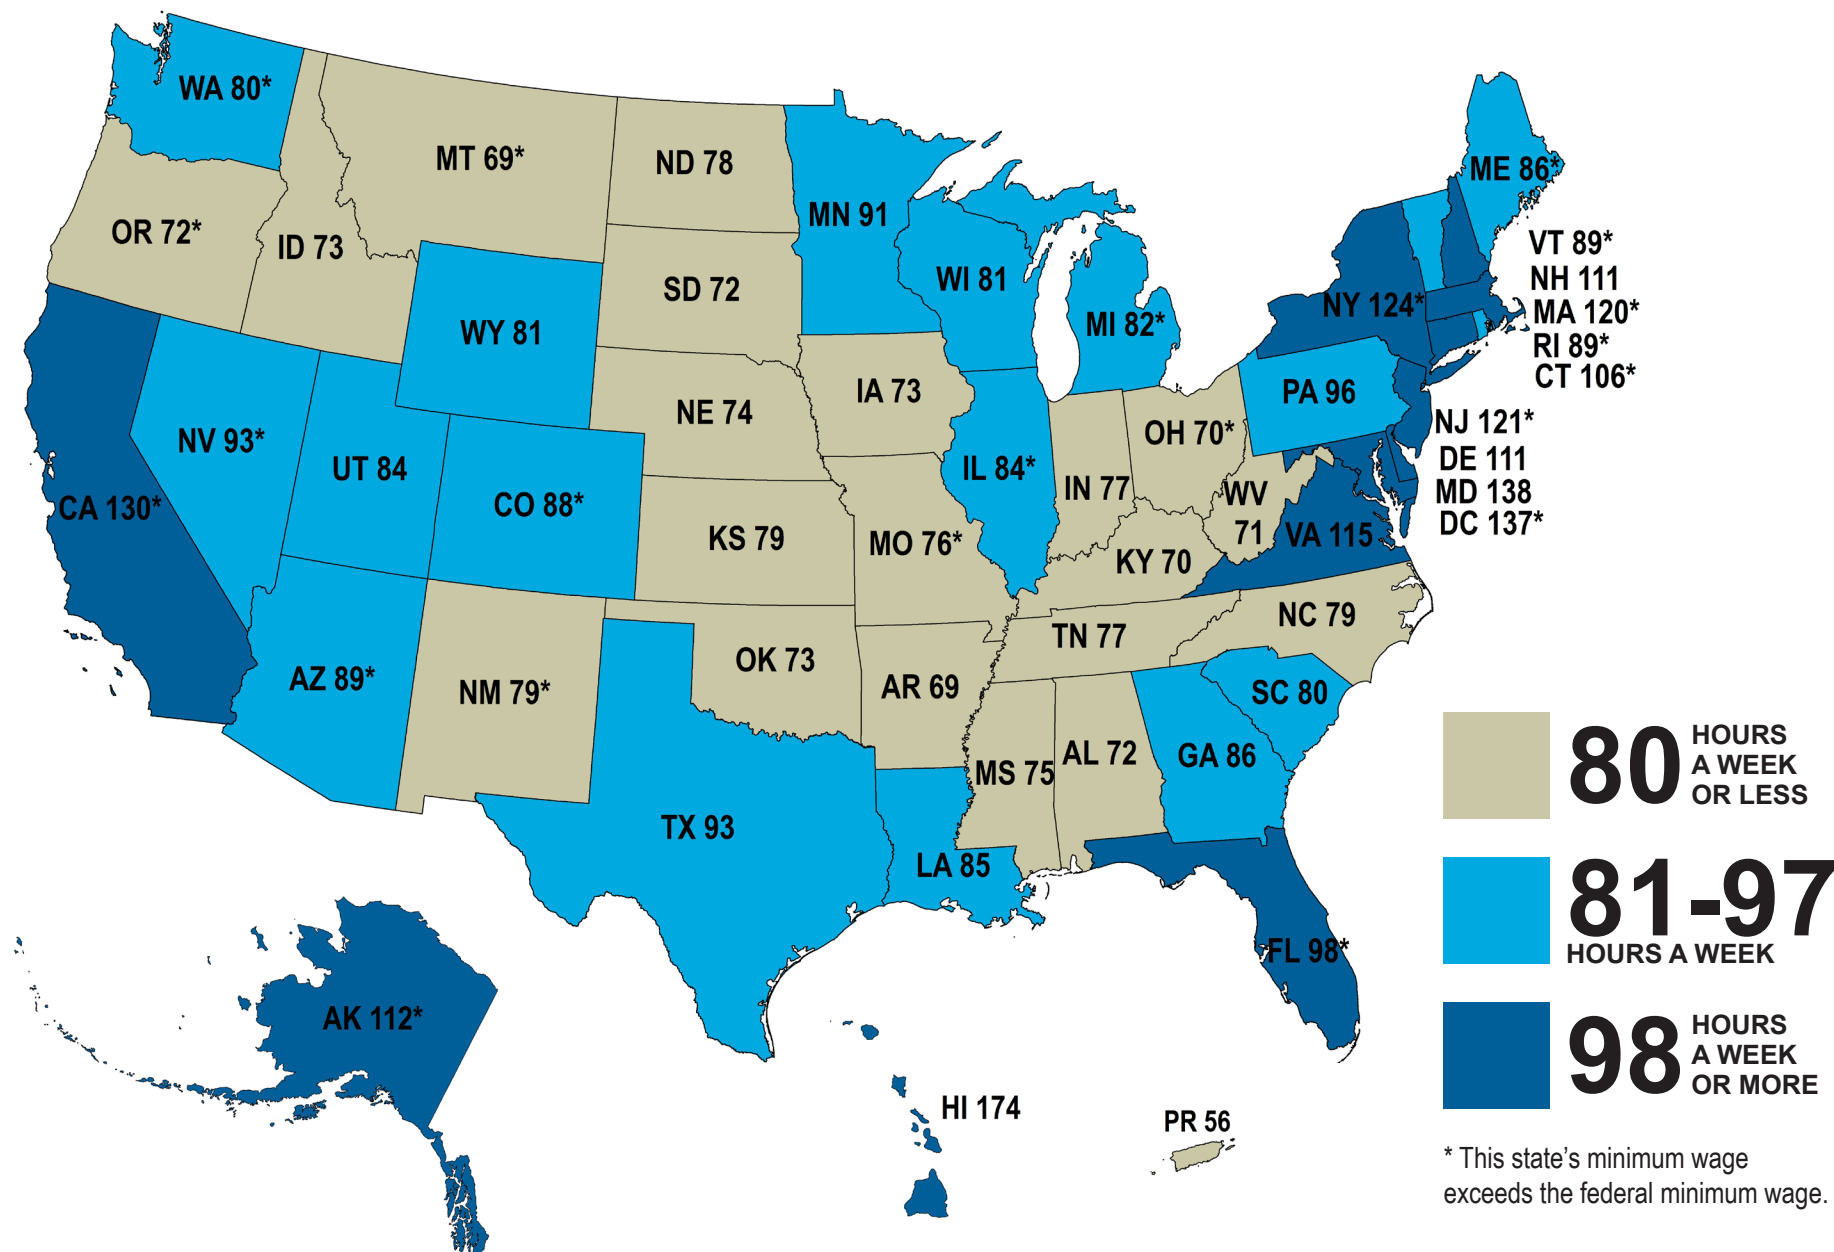 WA 80*
MT 69*
ND 78
MN 91
ME 86*
OR 72*
ID 73
SD 72
WI 81
MI 82*
NY 124*
VT 89*
NH 111
MA 120*
RI 89*
CT 106*
WY 81
NE 74
IA 73
PA 96
NJ 121*
DE 111
MD 138
DC 137*
CA 130*
NV 93*
UT 84
CO 88*
KS 79
MO 76*
IL 84*
IN 77
OH 70*
WV
71
VA 115
KY 70
TN 77
NC 79
AZ 89*
NM 79*
OK 73
AR 69
SC 80
MS 75
AL 72
GA 86
TX 93
LA 85
FL 98*
AK 112*
HI 174
PR 56
80 HOURS
A WEEK
OR LESS
81-97
HOURS A WEEK
98 HOURS
A WEEK
OR MORE
* This state’s minimum wage
exceeds the federal minimum wage.